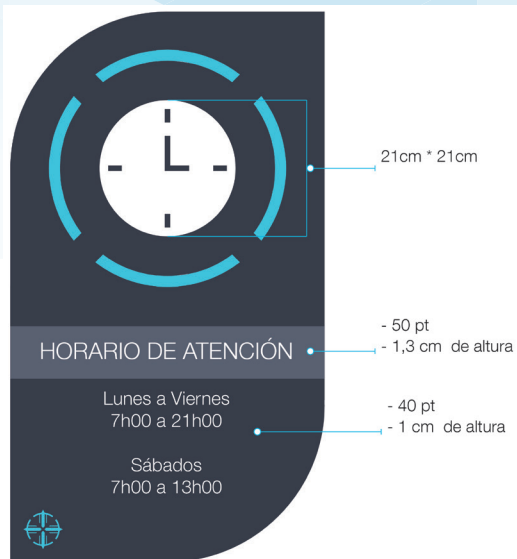 21cm * 21cm
HORARIO DE ATENCIÓN
- 50 pt
- 1,3 cm de altura
Lunes a Viernes
7h00 a 21h00
- 40 pt
- 1 cm de altura
Sábados
7h00 a 13h00